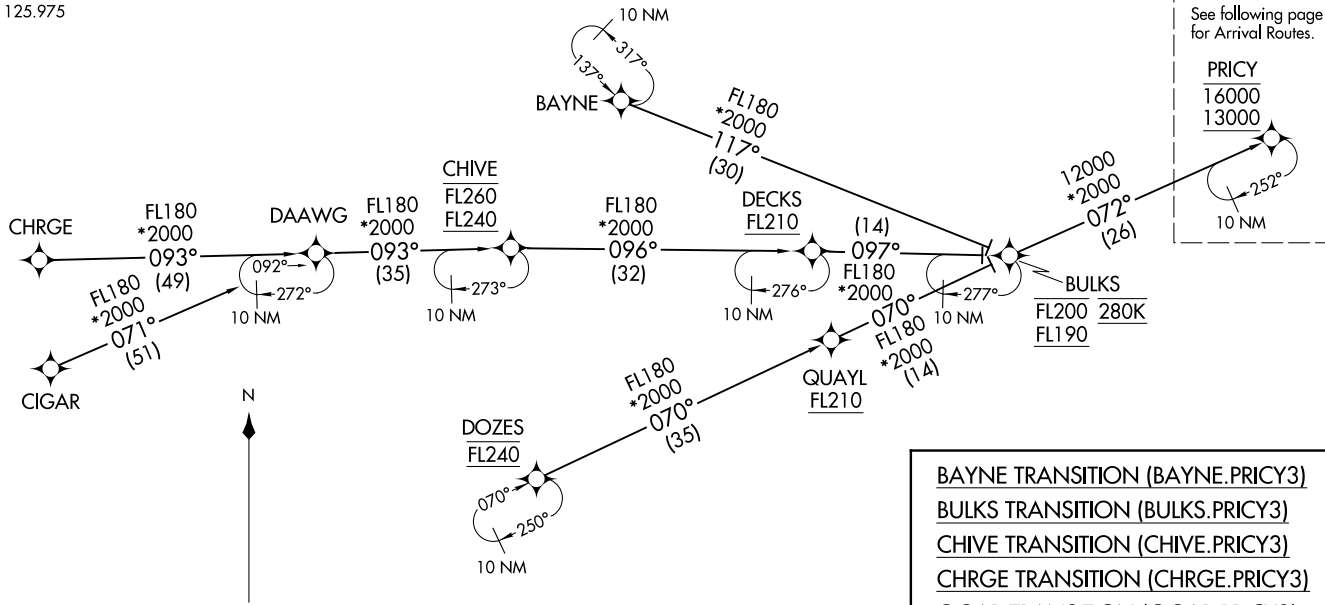 125.975
See following page
for Arrival Routes.
PRICY
16000
13000
252°
10 NM
10 NM
317°
137°
BAYNE
FL180
*2000
117°
(30)
12000
*2000
072°
(26)
CHRGE
FL180
*2000
093°
(49)
DAAWG
092°
272°
10 NM
FL180
*2000
093°
(35)
CHIVE
FL260
FL240
273°
10 NM
FL180
*2000
096°
(32)
DECKS
FL210
276°
10 NM
(14)
097°
FL180
*2000
277°
10 NM
BULKS
FL200 280K
FL190
FL180
*2000
071°
(51)
CIGAR
N
070°
FL180
*2000
(14)
QUAYL
FL210
FL180
*2000
070°
(35)
DOZES
FL240
070°
250°
10 NM
BAYNE TRANSITION (BAYNE.PRICY3)
BULKS TRANSITION (BULKS.PRICY3)
CHIVE TRANSITION (CHIVE.PRICY3)
CHRGE TRANSITION (CHRGE.PRICY3)